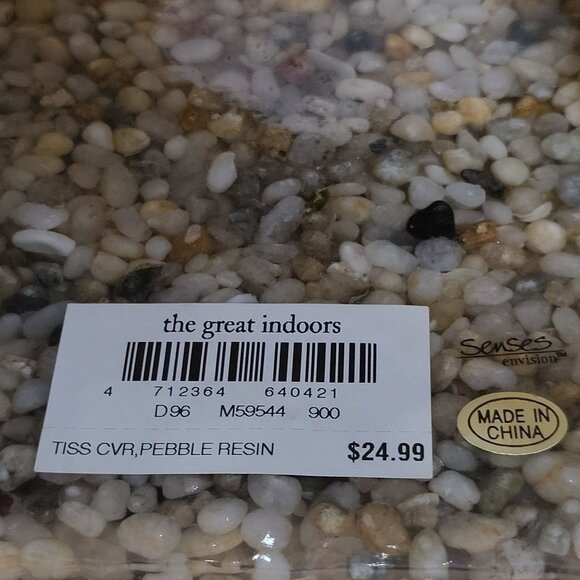 the great indoors
4 712364 640421
D96 M59544 900
TISS CVR,PEBBLE RESIN $24.99
Senses
envision™
MADE IN
CHINA